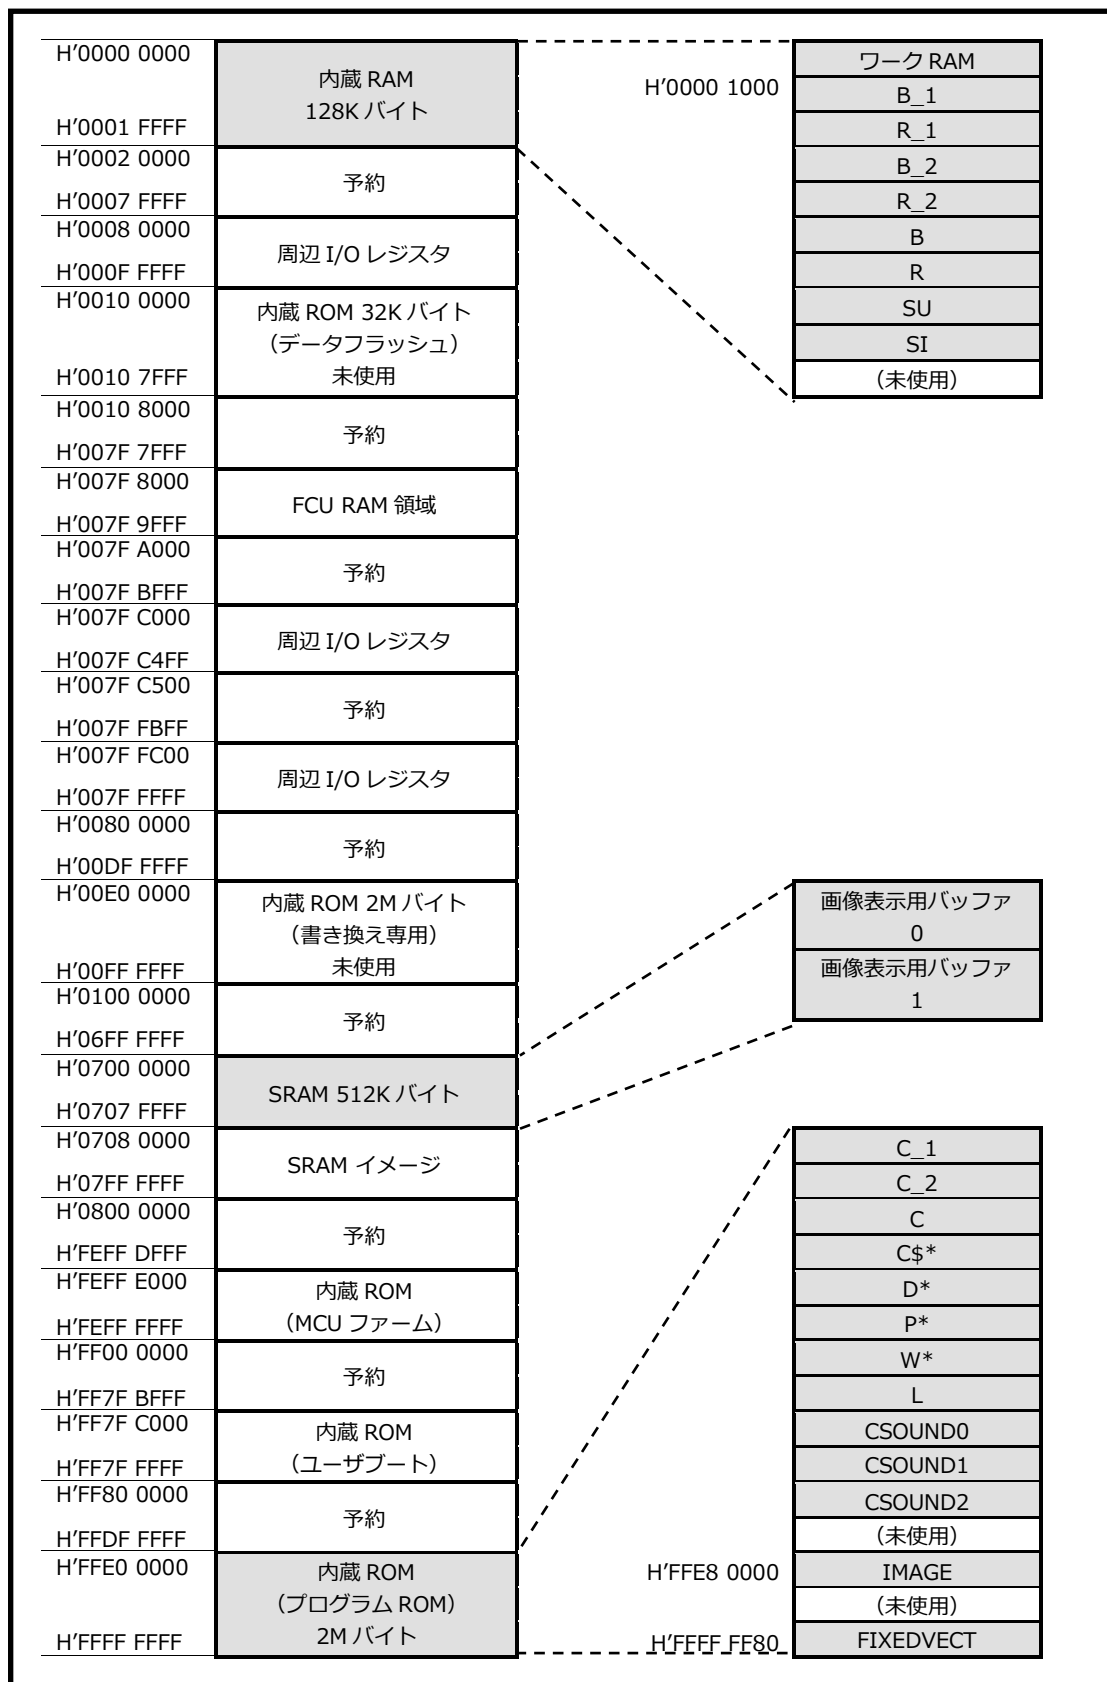 H'0000 0000
内蔵 RAM
128K バイト
H'0001 FFFF
H'0002 0000
予約
H'0007 FFFF
H'0008 0000
周辺 I/O レジスタ
H'000F FFFF
H'0010 0000
内蔵 ROM 32K バイト
（データフラッシュ）
未使用
H'0010 7FFF
H'0010 8000
予約
H'007F 7FFF
H'007F 8000
FCU RAM 領域
H'007F 9FFF
H'007F A000
予約
H'007F BFFF
H'007F C000
周辺 I/O レジスタ
H'007F C4FF
H'007F C500
予約
H'007F FBFF
H'007F FC00
周辺 I/O レジスタ
H'007F FFFF
H'0080 0000
予約
H'00DF FFFF
H'00E0 0000
内蔵 ROM 2M バイト
（書き換え専用）
未使用
H'00FF FFFF
H'0100 0000
予約
H'06FF FFFF
H'0700 0000
SRAM 512K バイト
H'0707 FFFF
H'0708 0000
SRAM イメージ
H'07FF FFFF
H'0800 0000
予約
H'FEFF DFFF
H'FEFF E000
内蔵 ROM
（MCU ファーム）
H'FEFF FFFF
H'FF00 0000
予約
H'FF7F BFFF
H'FF7F C000
内蔵 ROM
（ユーザブート）
H'FF7F FFFF
H'FF80 0000
予約
H'FFDF FFFF
H'FFE0 0000
内蔵 ROM
（プログラム ROM）
2M バイト
H'FFFF FFFF
ワーク RAM
H'0000 1000
B_1
R_1
B_2
R_2
B
R
SU
SI
（未使用）
画像表示用バッファ
0
画像表示用バッファ
1
C_1
C_2
C
C$*
D*
P*
W*
L
CSOUND0
CSOUND1
CSOUND2
（未使用）
H'FFE8 0000
IMAGE
（未使用）
H'FFFF FF80
FIXEDVECT